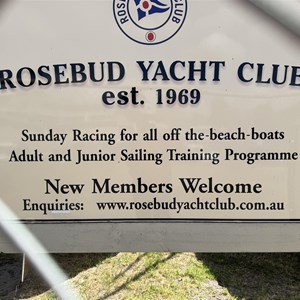 ROSEBUD YACHT CLUB
est. 1969
Sunday Racing for all off the-beach-boats
Adult and Junior Sailing Training Programme
New Members Welcome
Enquiries: www.rosebudyachtclub.com.au